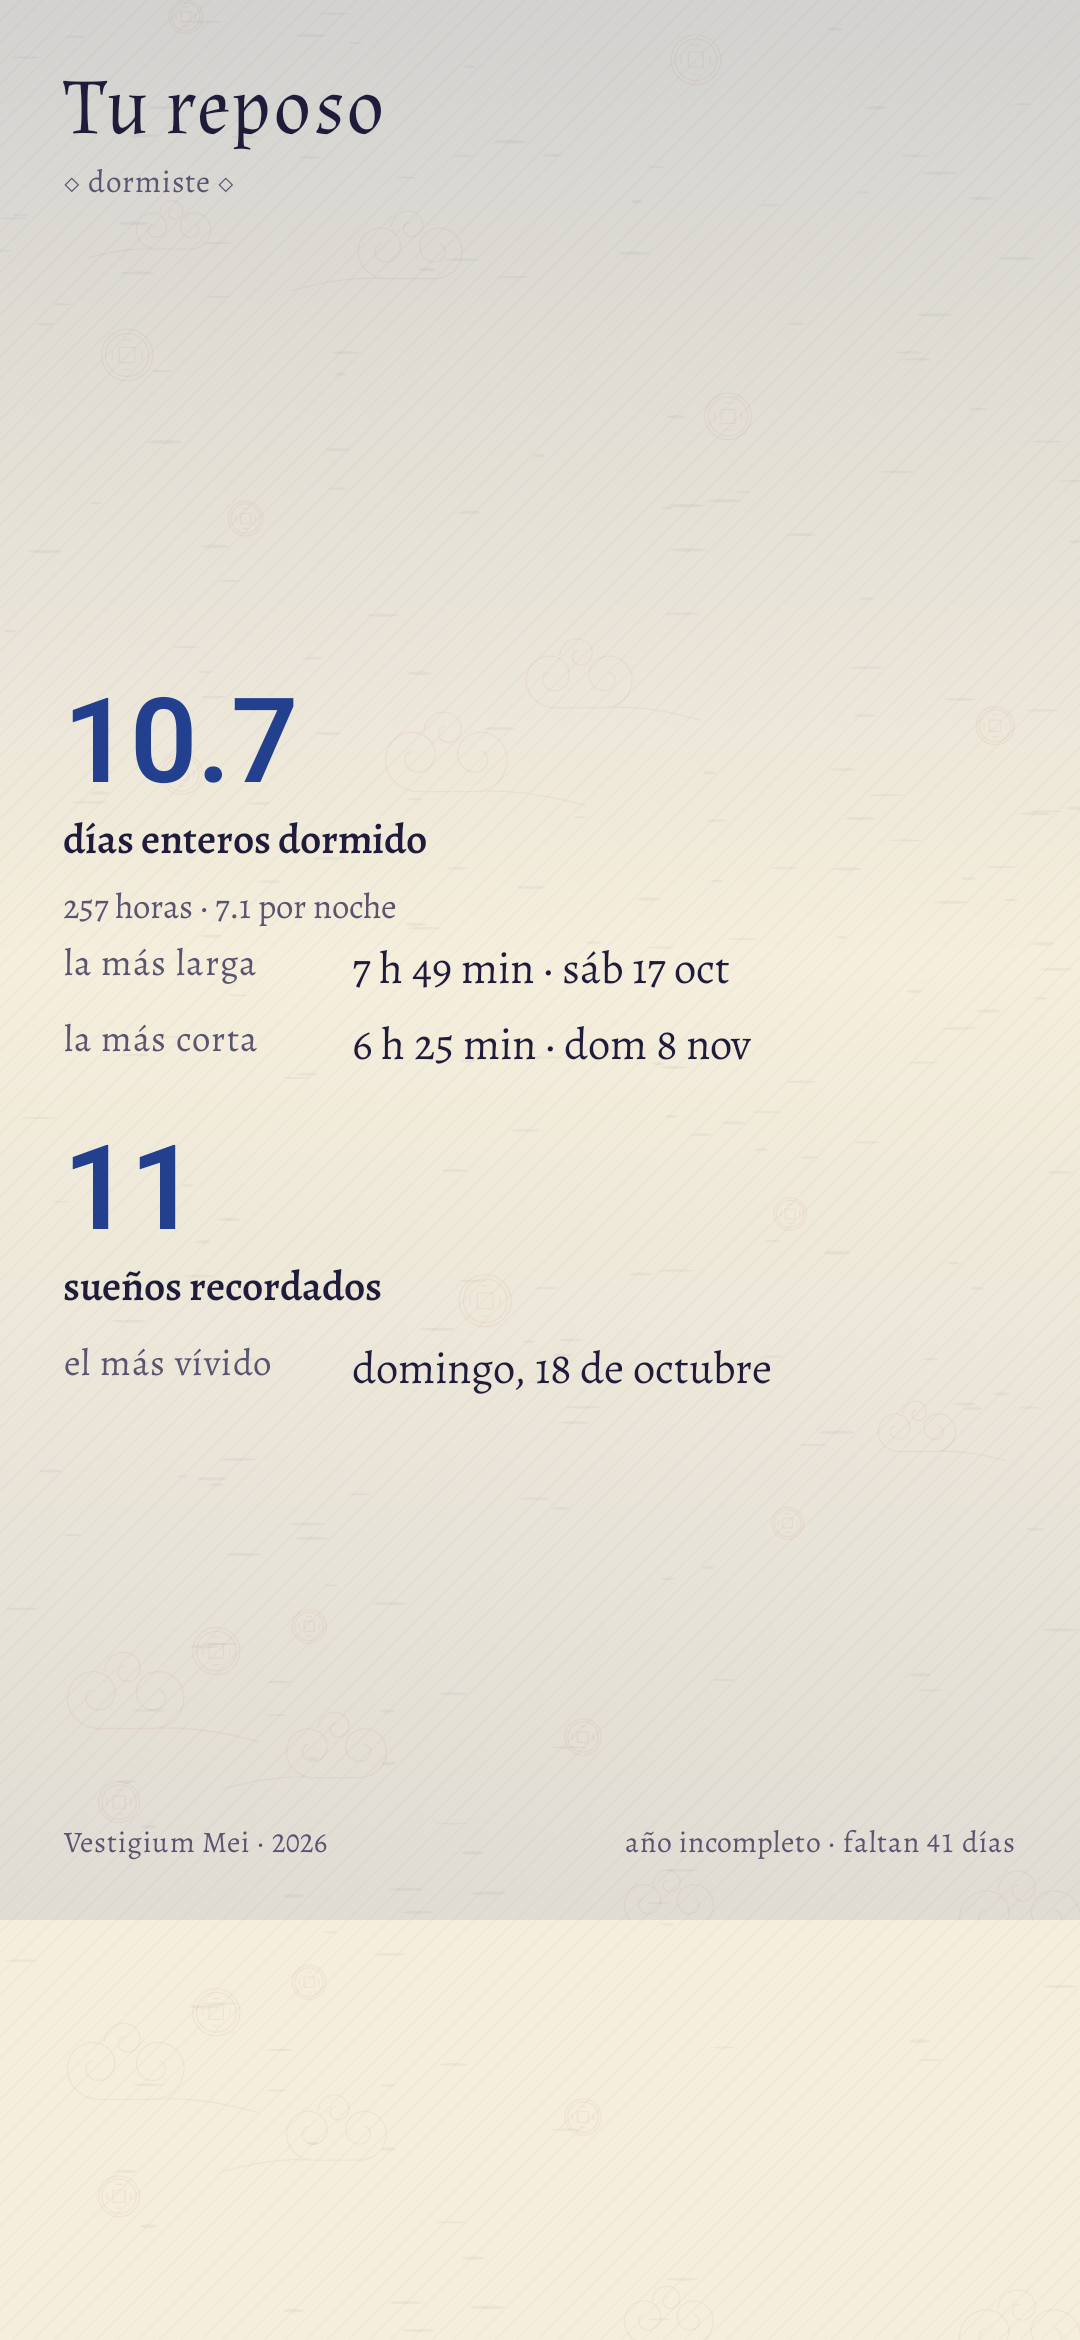 Tu reposo
◇ dormiste ◇
10.7
días enteros dormido
257 horas · 7.1 por noche
la más larga 7 h 49 min · sáb 17 oct
la más corta 6 h 25 min · dom 8 nov
11
sueños recordados
el más vívido domingo, 18 de octubre
Vestigium Mei · 2026 año incompleto · faltan 41 días